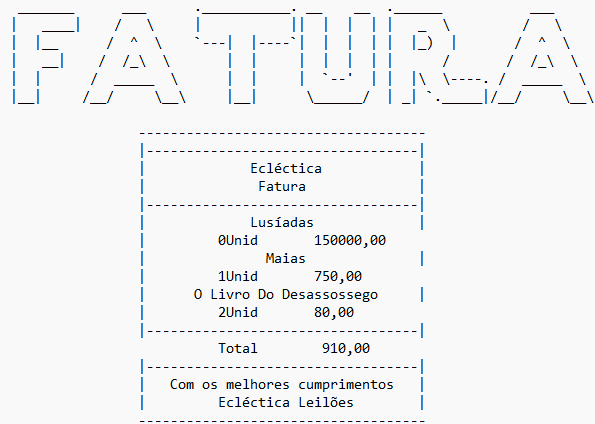 FATURA
Ecléctica
Fatura
Lusíadas
0Unid 150000,00
Maias
1Unid 750,00
O Livro Do Desassossego
2Unid 80,00
Total 910,00
Com os melhores cumprimentos
Ecléctica Leilões